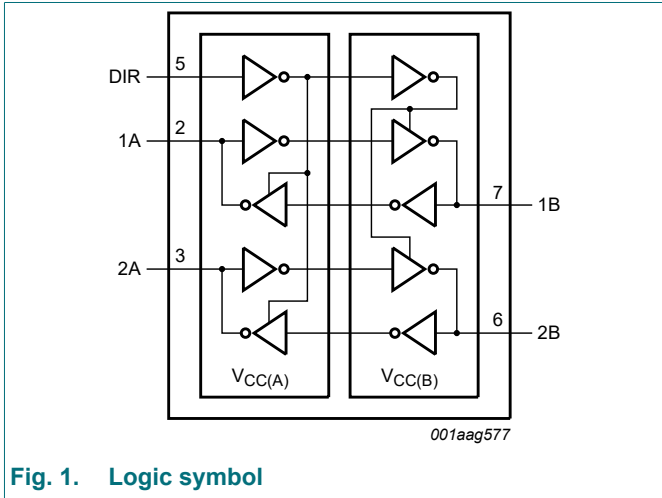 DIR 5
1A 2
7 1B
2A 3
6 2B
VCC(A) VCC(B)
001aag577
Fig. 1. Logic symbol